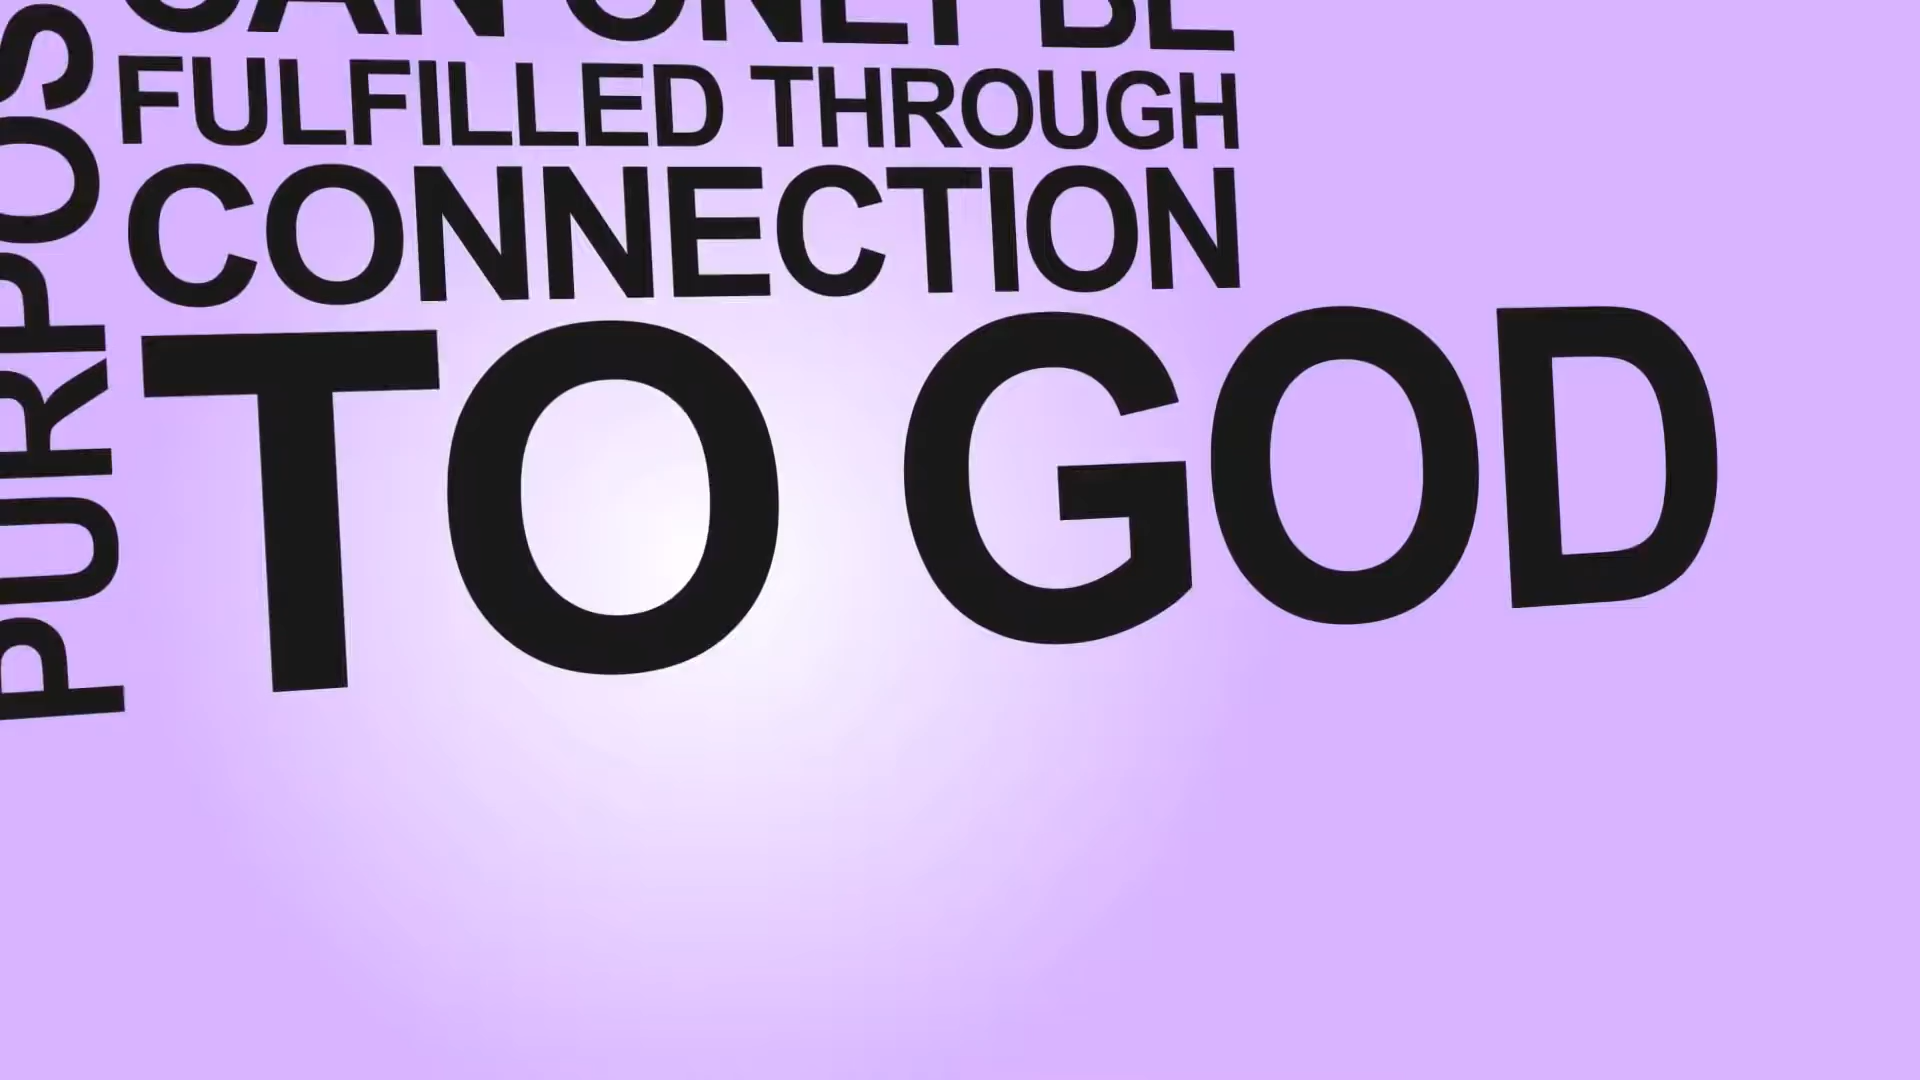 PURPOS
CAN ONLY BE
FULFILLED THROUGH
CONNECTION
TO GOD